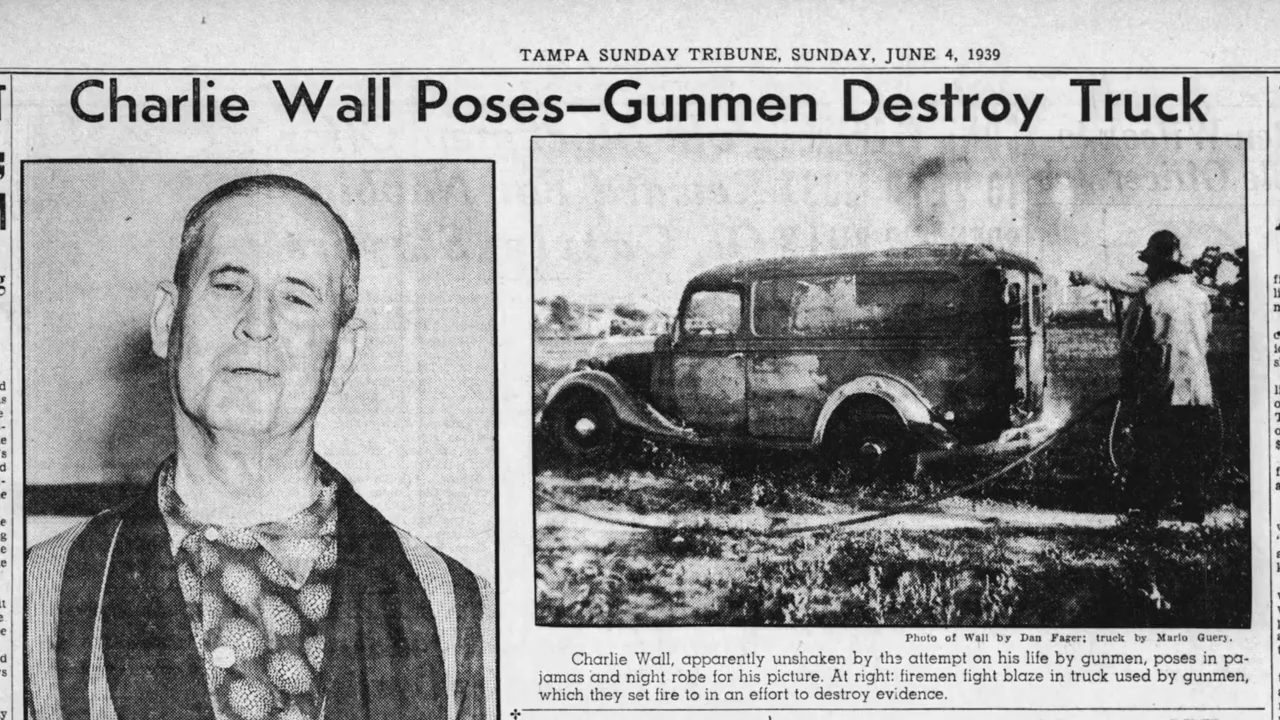 TAMPA SUNDAY TRIBUNE, SUNDAY, JUNE 4, 1939
Charlie Wall Poses—Gunmen Destroy Truck
Photo of Wall by Dan Fager; truck by Mario Guery.
Charlie Wall, apparently unshaken by the attempt on his life by gunmen, poses in pa-
jamas and night robe for his picture. At right: firemen fight blaze in truck used by gunmen,
which they set fire to in an effort to destroy evidence.